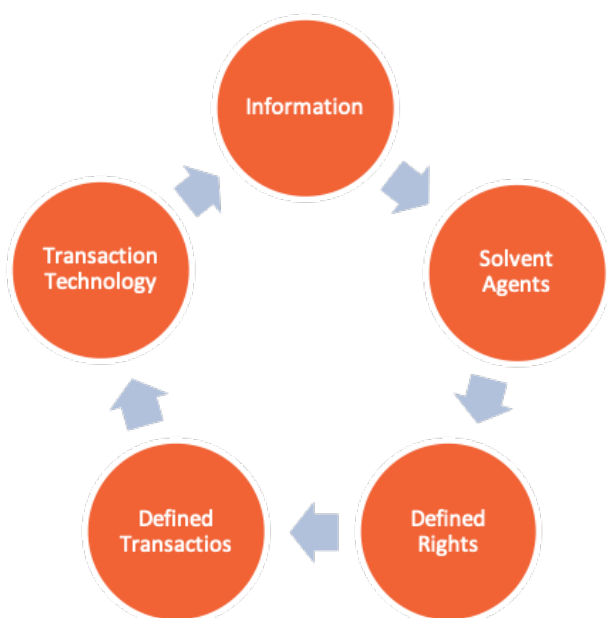 Information
Solvent
Agents
Defined
Rights
Defined
Transactios
Transaction
Technology